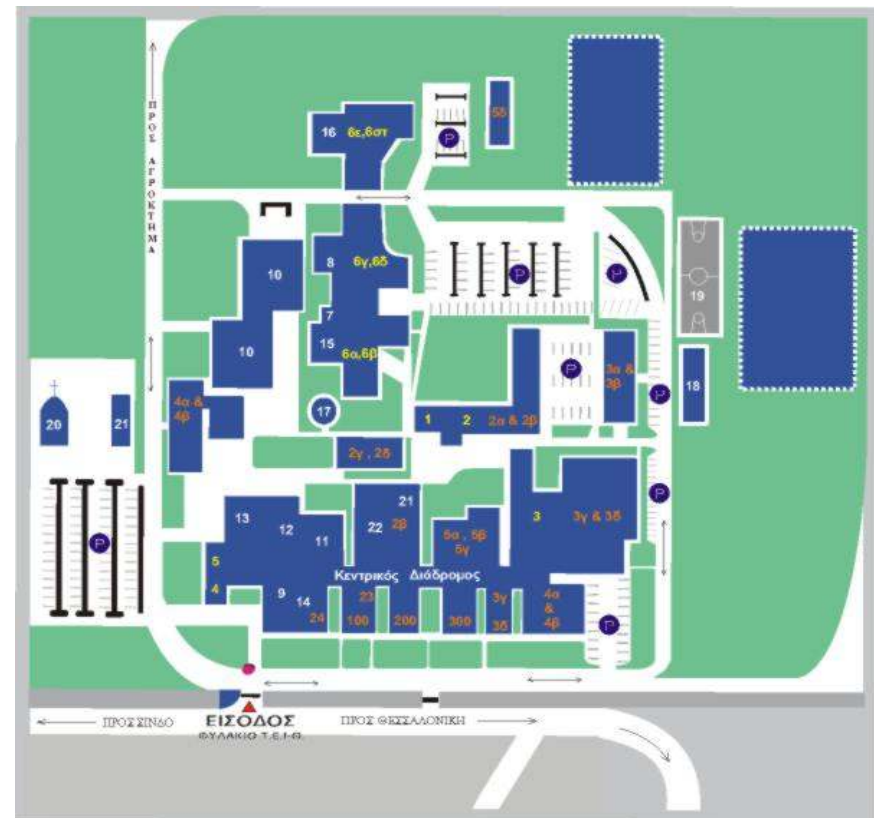 ΠΡΟΣ ΑΓΡΟΚΤΗΜΑ
16 6ε,6στ
P
5δ
8 6γ,6δ
10
P
P
19
7
15
6α,6β
10
P
3α &
3β
18
P
4α &
4β
17
1 2 2α & 2β
20 21
2γ , 2δ
P
13 12 11
21
22 2β
5α , 5β
5γ
3 3γ & 3δ
P
5
4
Κεντρικός Διάδρομος
9 14 24
23
100 200 300
3γ
3δ
4α
&
4β
P
ΠΡΟΣ ΣΙΝΔΟ
ΕΙΣΟΔΟΣ
ΦΥΛΑΚΙΟ Τ.Ε.Ι-Θ.
ΠΡΟΣ ΘΕΣΣΑΛΟΝΙΚΗ